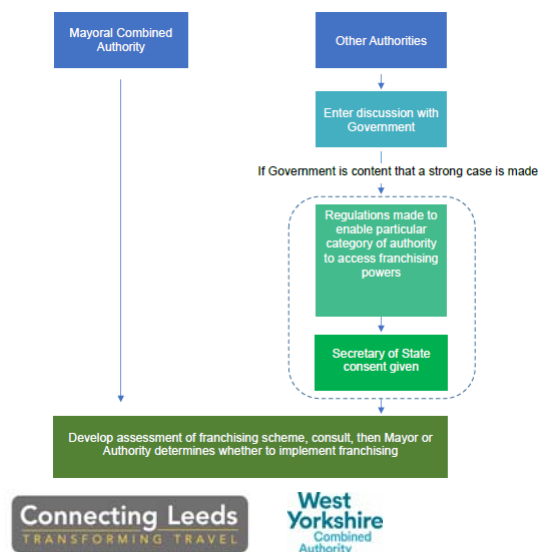 Mayoral Combined
Authority
Other Authorities
Enter discussion with
Government
If Government is content that a strong case is made
Regulations made to
enable particular
category of authority
to access franchising
powers
Secretary of State
consent given
Develop assessment of franchising scheme, consult, then Mayor or
Authority determines whether to implement franchising
Connecting Leeds
TRANSFORMING TRAVEL
West
Yorkshire
Combined
Authority